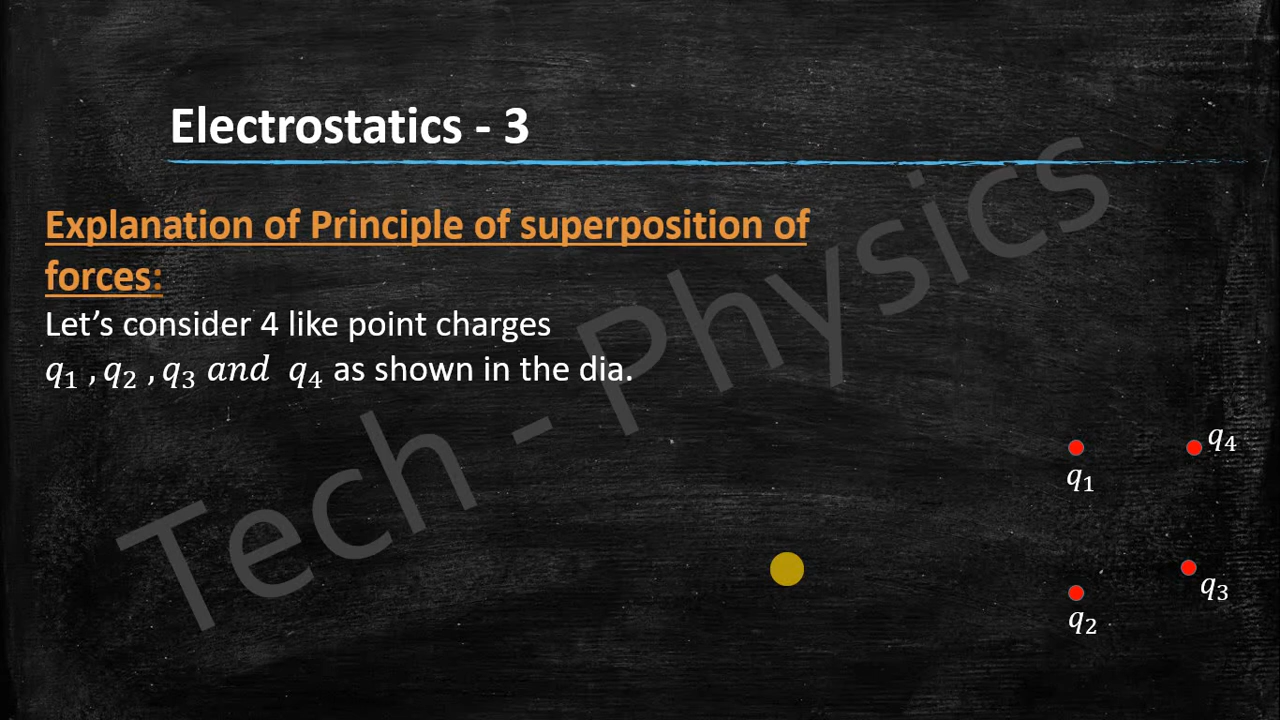 Electrostatics - 3
Explanation of Principle of superposition of
forces:
Let’s consider 4 like point charges
q₁ , q₂ , q₃ and q₄ as shown in the dia.
Tech - Physics
q₄
q₁
q₃
q₂